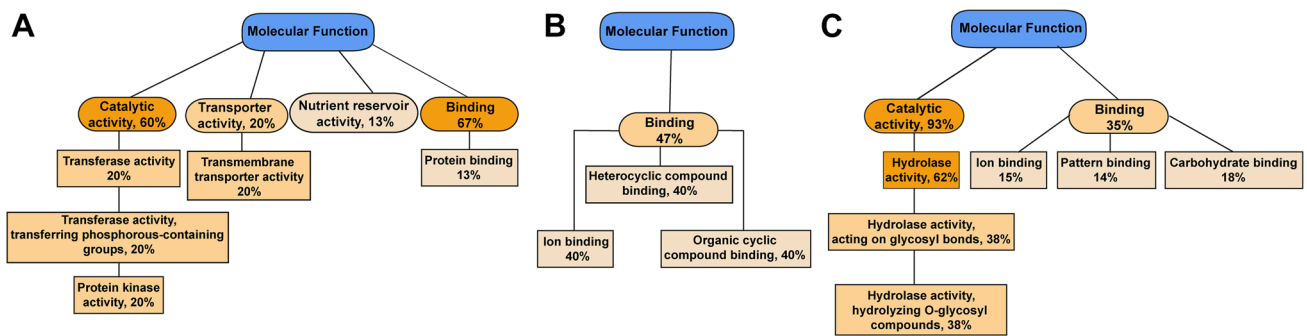 A
Molecular Function
Catalytic
activity, 60%
Transporter
activity, 20%
Nutrient reservoir
activity, 13%
Binding
67%
Transferase activity
20%
Transmembrane
transporter activity
20%
Protein binding
13%
Transferase activity,
transferring phosphorous-containing
groups, 20%
Protein kinase
activity, 20%
B
Molecular Function
Binding
47%
Heterocyclic compound
binding, 40%
Ion binding
40%
Organic cyclic
compound binding, 40%
C
Molecular Function
Catalytic
activity, 93%
Binding
35%
Hydrolase
activity, 62%
Ion binding
15%
Pattern binding
14%
Carbohydrate binding
18%
Hydrolase activity,
acting on glycosyl bonds, 38%
Hydrolase activity,
hydrolyzing O-glycosyl
compounds, 38%